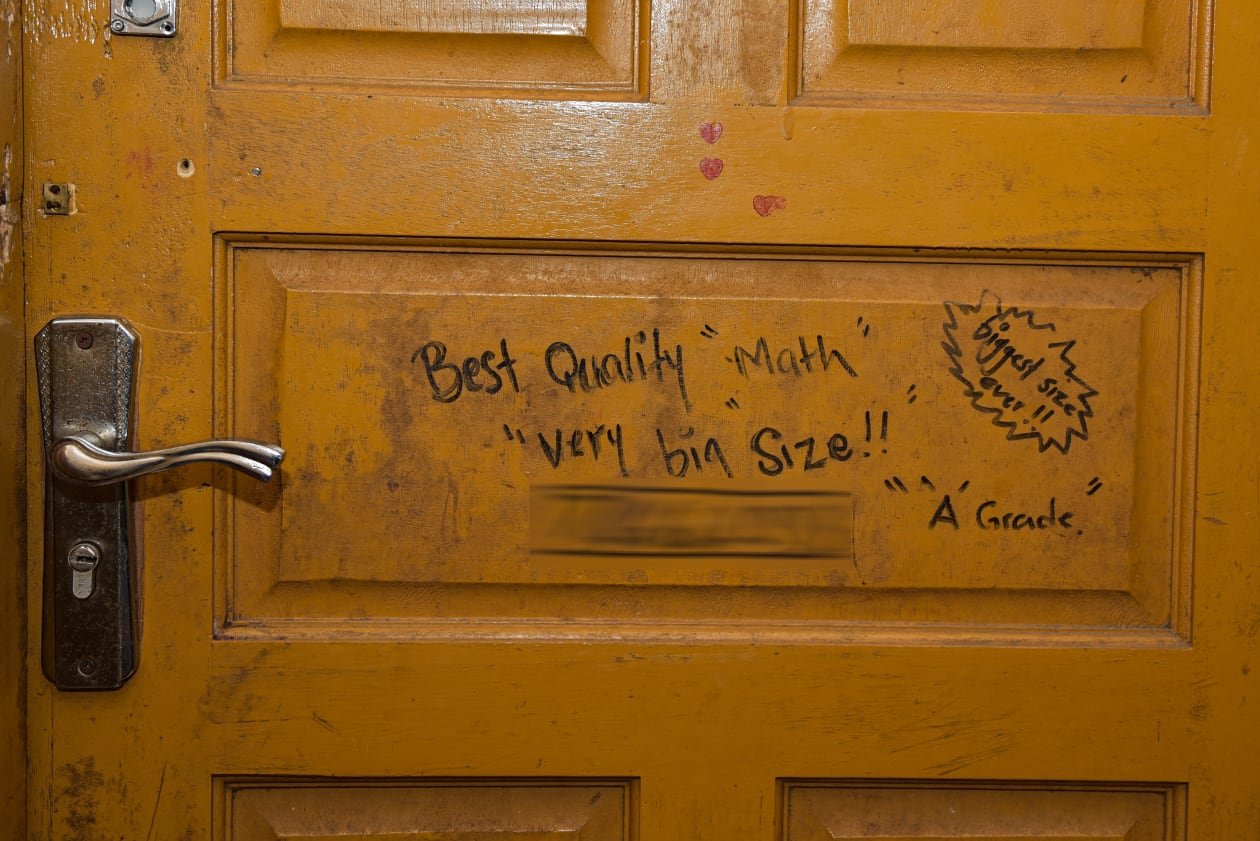 Best Quality "Math"
"very big Size!!"
biggest size
ever!!
"A Grade."